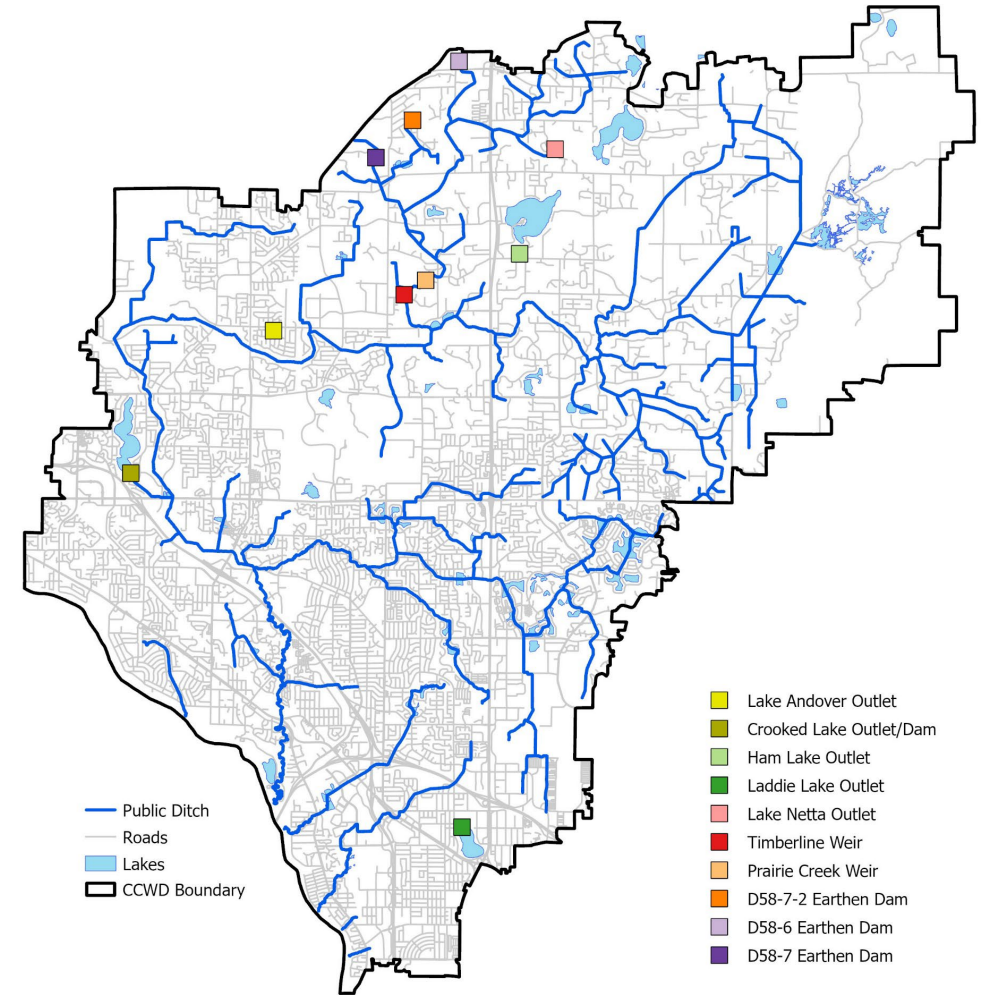 Public Ditch
Roads
Lakes
CCWD Boundary
Lake Andover Outlet
Crooked Lake Outlet/Dam
Ham Lake Outlet
Laddie Lake Outlet
Lake Netta Outlet
Timberline Weir
Prairie Creek Weir
D58-7-2 Earthen Dam
D58-6 Earthen Dam
D58-7 Earthen Dam